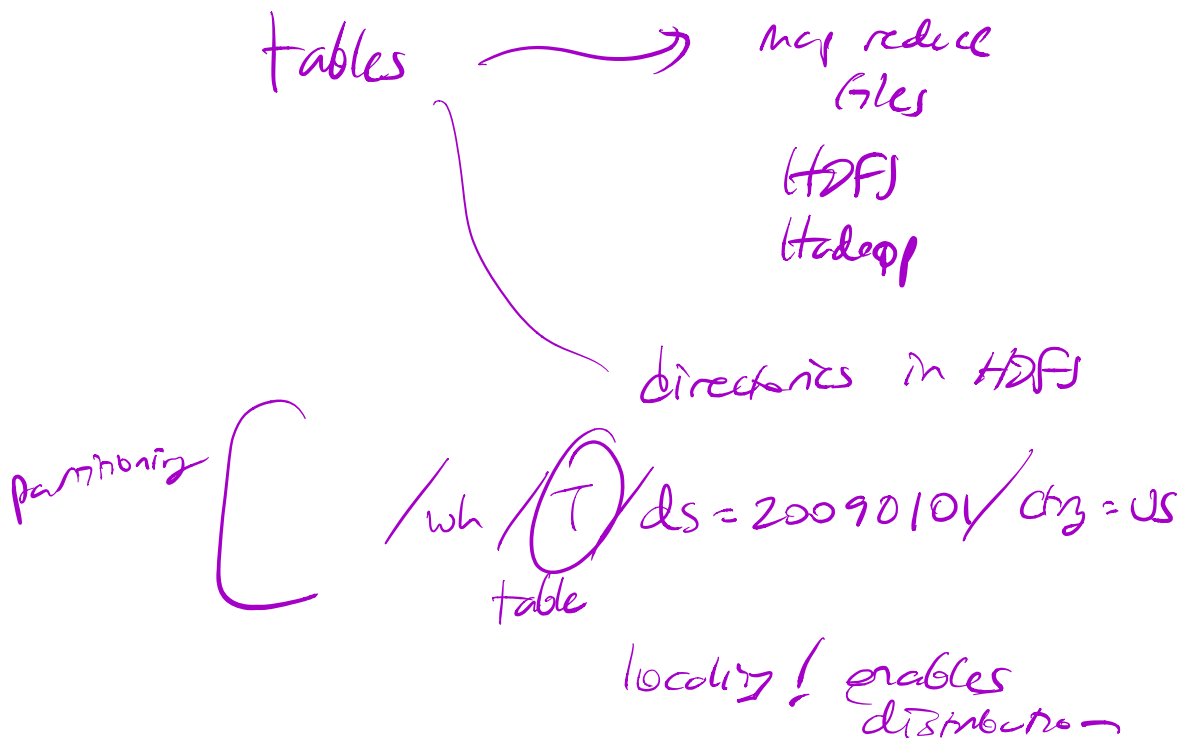 tables
map reduce
files
HDFS
Hadoop
directories in HDFS
partitioning
/wh/T/ds=20090101/ctry=US
table
locality! enables
distribution